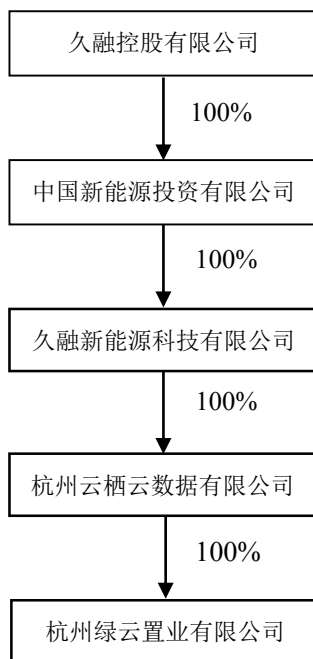 久融控股有限公司
100%
中国新能源投资有限公司
100%
久融新能源科技有限公司
100%
杭州云栖云数据有限公司
100%
杭州绿云置业有限公司